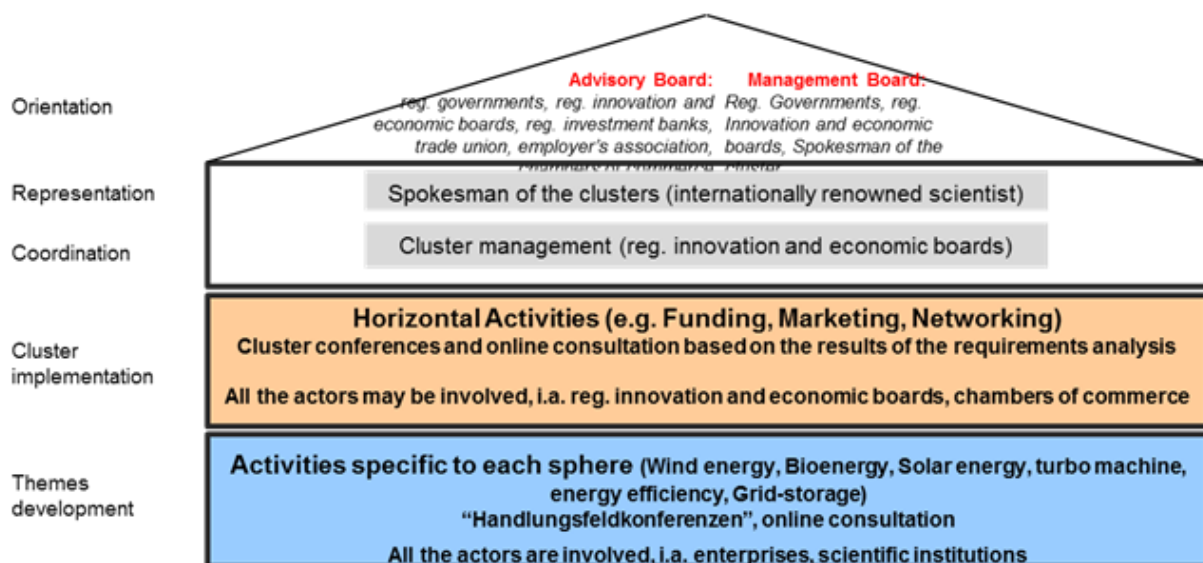 Orientation
Advisory Board:
reg. governments, reg. innovation and
economic boards, reg. investment banks,
trade union, employer's association,
chambers of commerce
Management Board:
Reg. Governments, reg.
Innovation and economic
boards, Spokesman of the
cluster
Representation
Spokesman of the clusters (internationally renowned scientist)
Coordination
Cluster management (reg. innovation and economic boards)
Cluster
implementation
Horizontal Activities (e.g. Funding, Marketing, Networking)
Cluster conferences and online consultation based on the results of the requirements analysis
All the actors may be involved, i.a. reg. innovation and economic boards, chambers of commerce
Themes
development
Activities specific to each sphere (Wind energy, Bioenergy, Solar energy, turbo machine,
energy efficiency, Grid-storage)
“Handlungsfeldkonferenzen”, online consultation
All the actors are involved, i.a. enterprises, scientific institutions